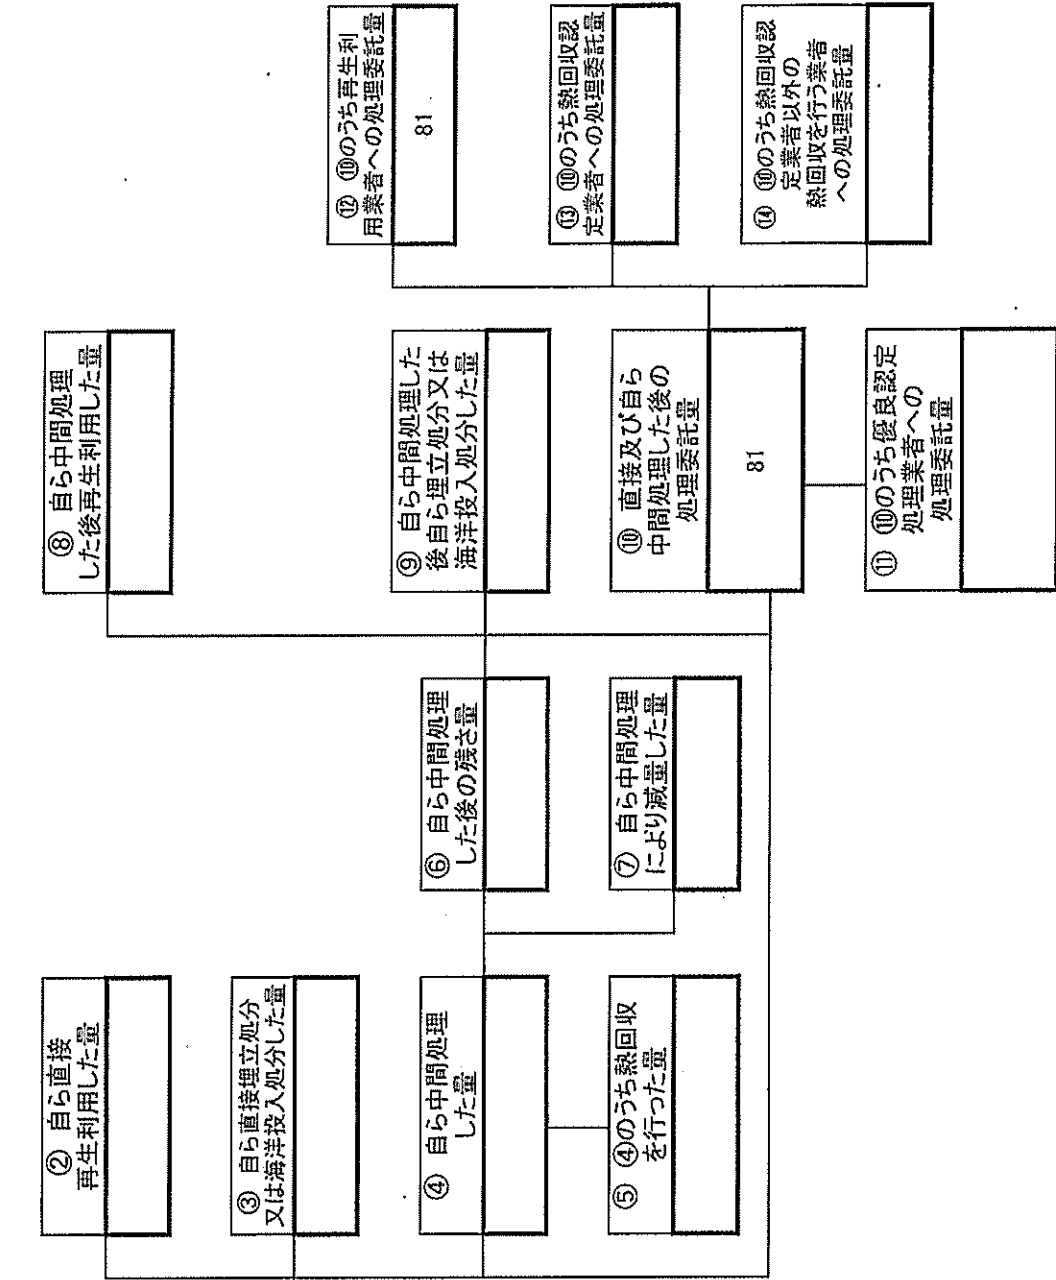 ② 自ら直接
再生利用した量
③ 自ら直接埋立処分
又は海洋投入処分した量
④ 自ら中間処理
した量
⑤ ④のうち熱回収
を行った量
⑥ 自ら中間処理
した後の残さ量
⑦ 自ら中間処理
により減量した量
⑧ 自ら中間処理
した後再生利用した量
⑨ 自ら中間処理した
後自ら埋立処分又は
海洋投入処分した量
⑩ 直接及び自ら
中間処理した後の
処理委託量
81
⑪ ⑩のうち優良認定
処理業者への
処理委託量
⑫ ⑩のうち再生利
用業者への処理委託量
81
⑬ ⑩のうち熱回収認
定業者への処理委託量
⑭ ⑩のうち熱回収認
定業者以外の
熱回収を行う業者
への処理委託量